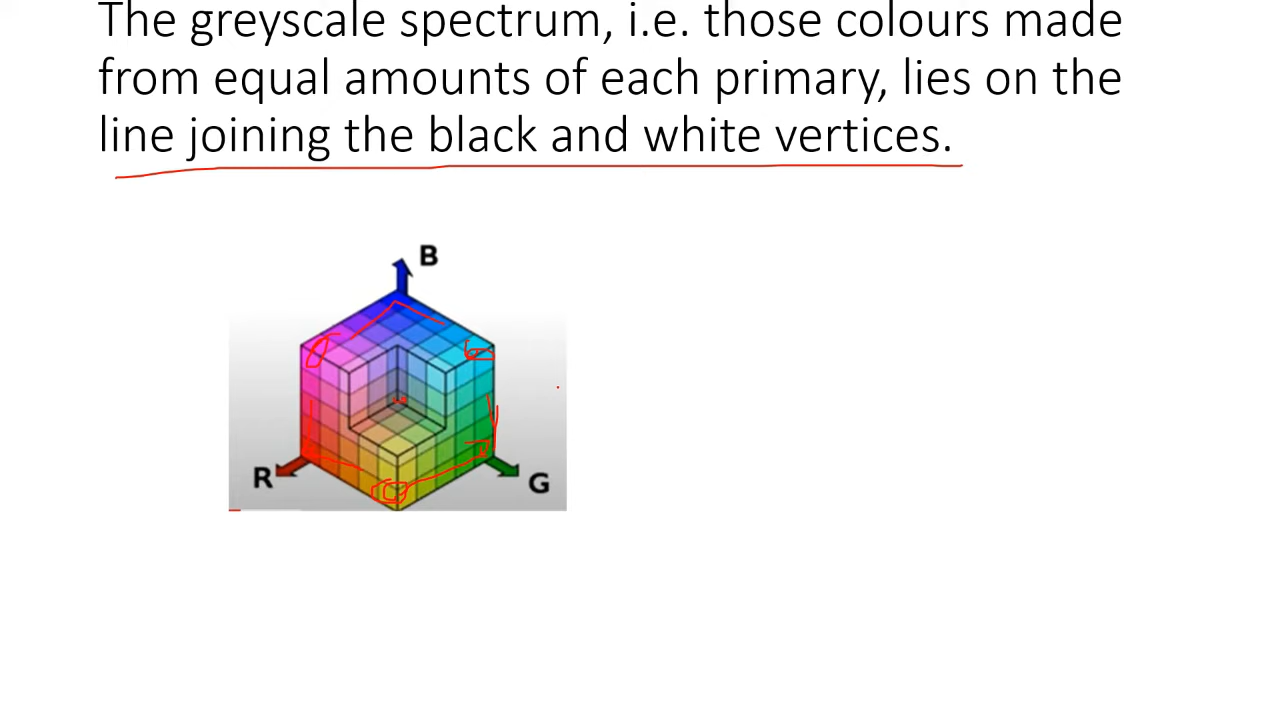 The greyscale spectrum, i.e. those colours made
from equal amounts of each primary, lies on the
line joining the black and white vertices.
B
R
G